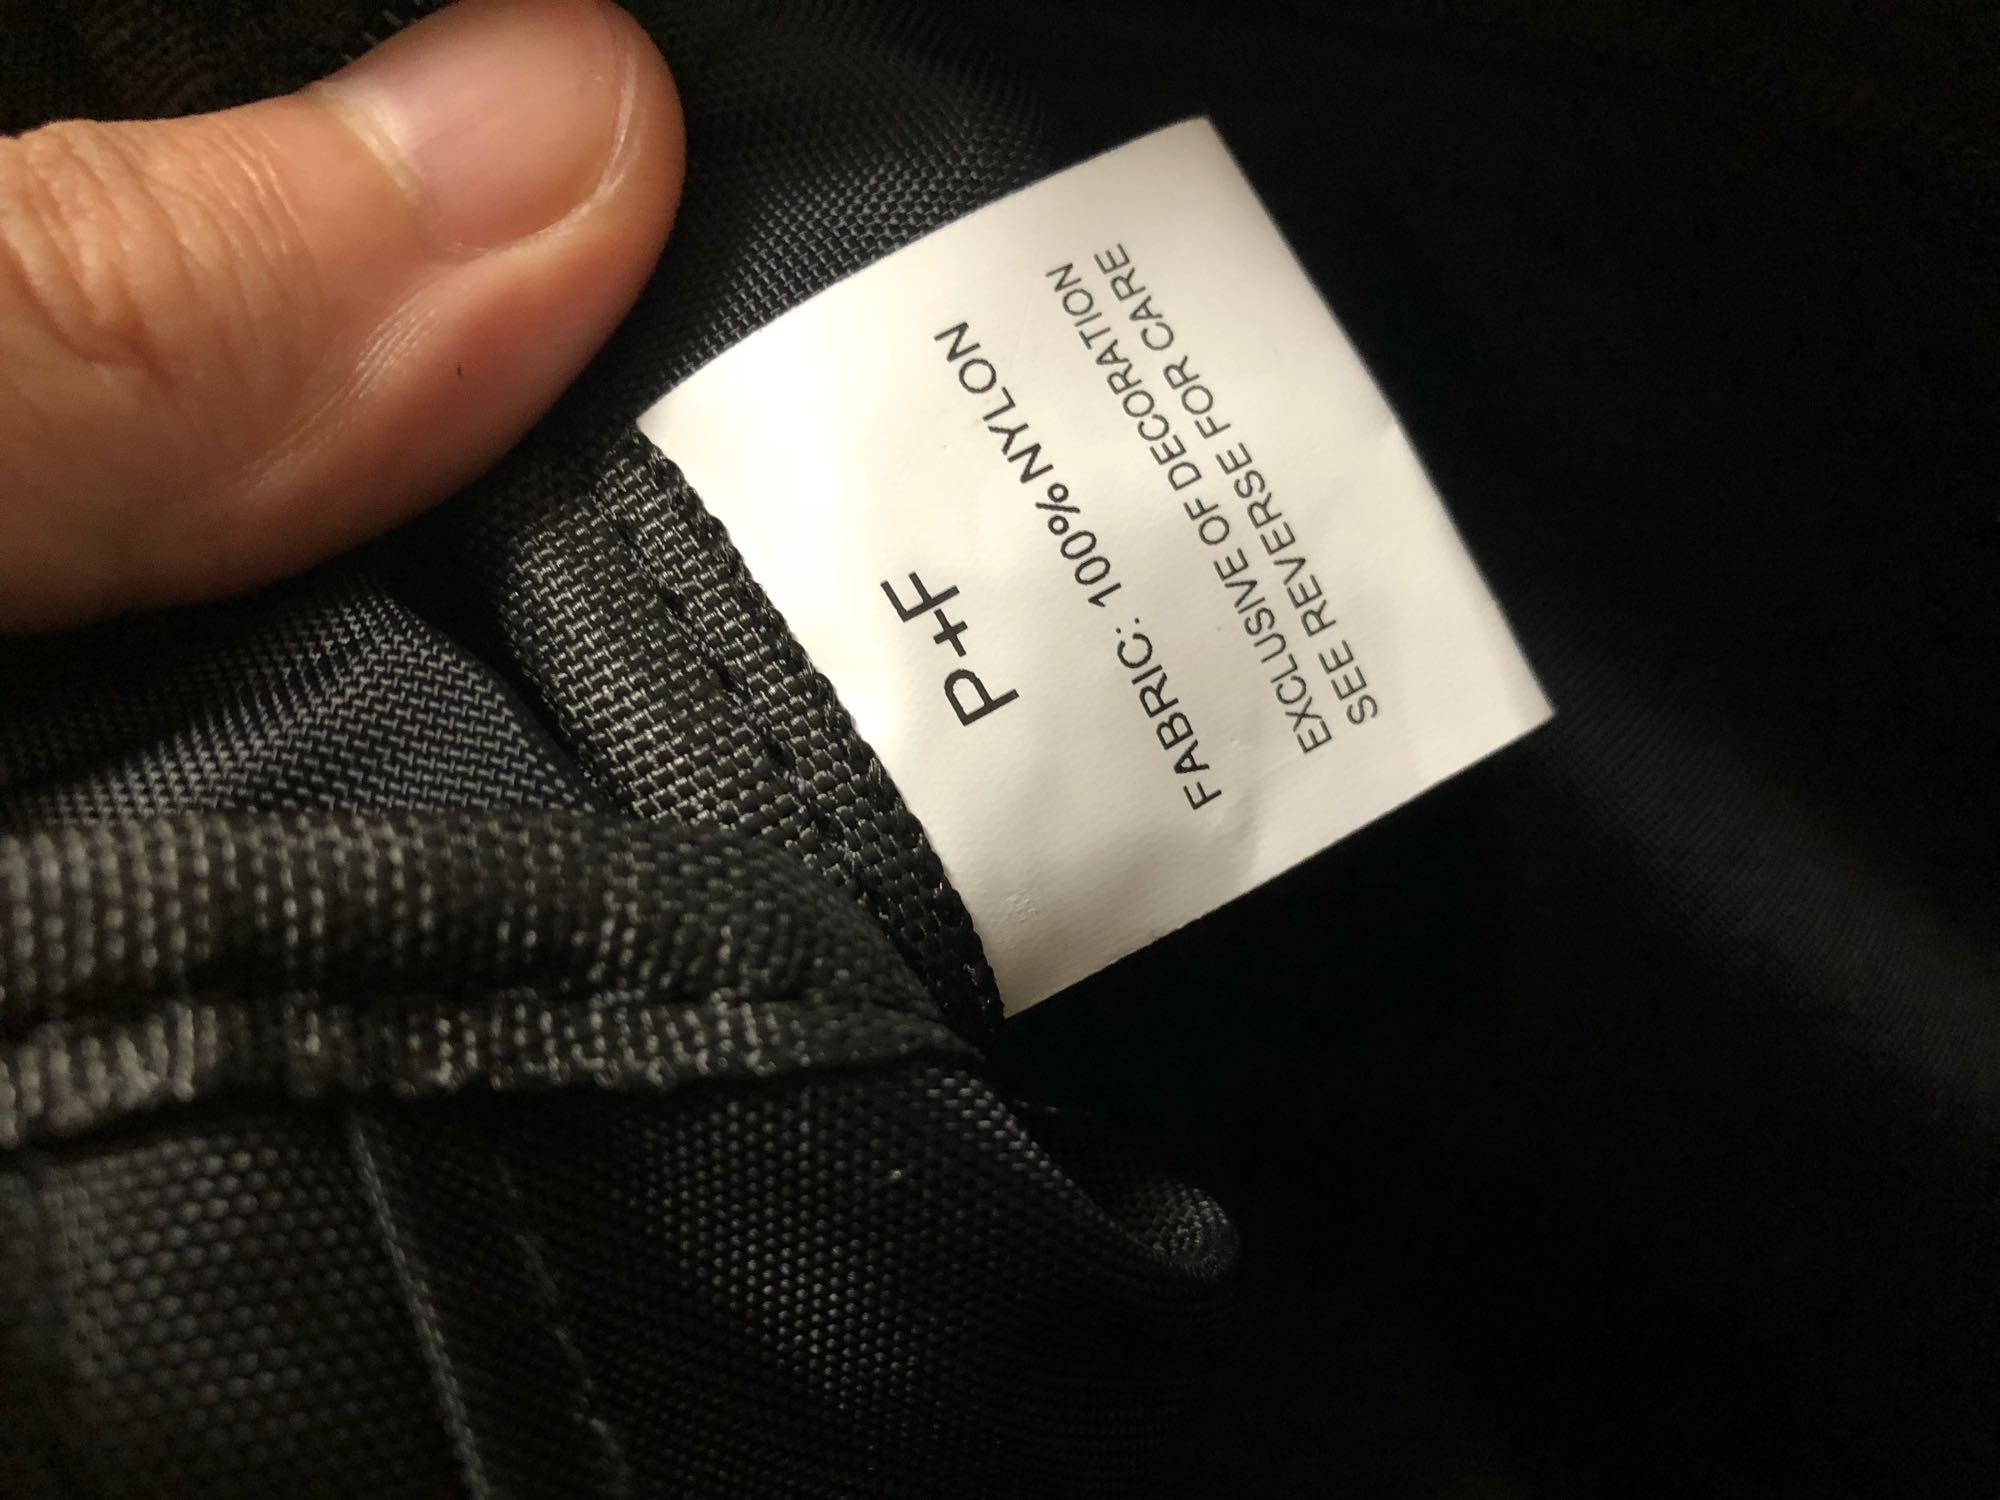 P+F
FABRIC: 100% NYLON
EXCLUSIVE OF DECORATION
SEE REVERSE FOR CARE